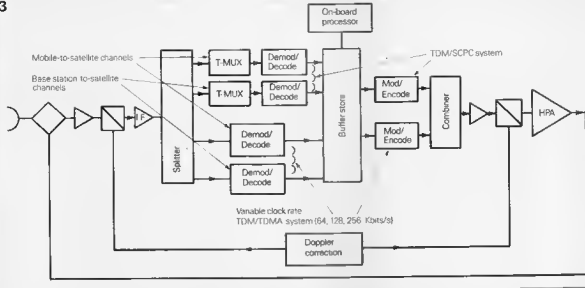 3
On-board
processor
Mobile-to-satellite channels
T-MUX
Demod/
Decode
TDM/SCPC system
Base station to-satellite
channels
T-MUX
Demod/
Decode
Mod/
Encode
IF
Splitter
Demod/
Decode
Buffer store
Mod/
Encode
Combiner
HPA
Demod/
Decode
Variable clock rate
TDM/TDMA system (64, 128, 256 Kbits/s)
Doppler
correction